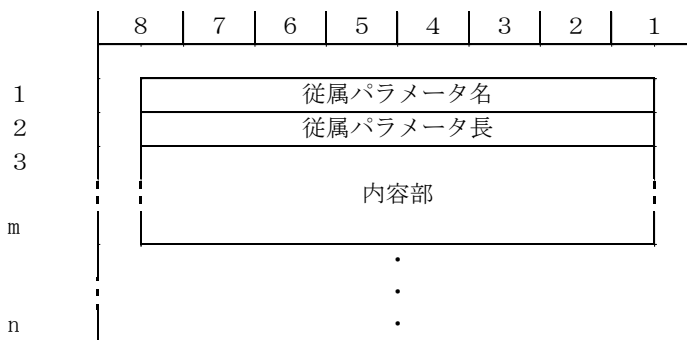 ８ ７ ６ ５ ４ ３ ２ １
１ 従属パラメータ名
２ 従属パラメータ長
３
内容部
ｍ
・
・
ｎ ・